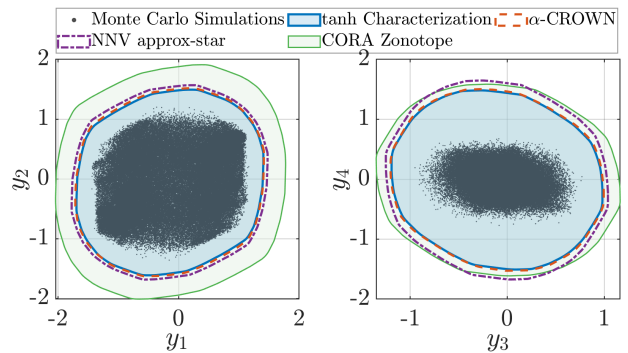 Monte Carlo Simulations tanh Characterization α-CROWN
NNV approx-star CORA Zonotope
2
1
0
-1
-2
y2
-2 0 2
y1
2
1
0
-1
-2
y4
-1 0 1
y3